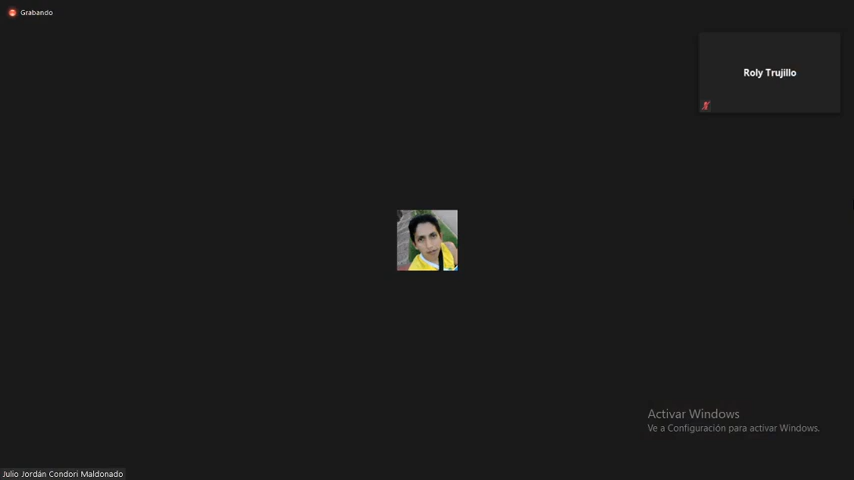 Grabando
Roly Trujillo
Activar Windows
Ve a Configuración para activar Windows.
Julio Jordán Condori Maldonado